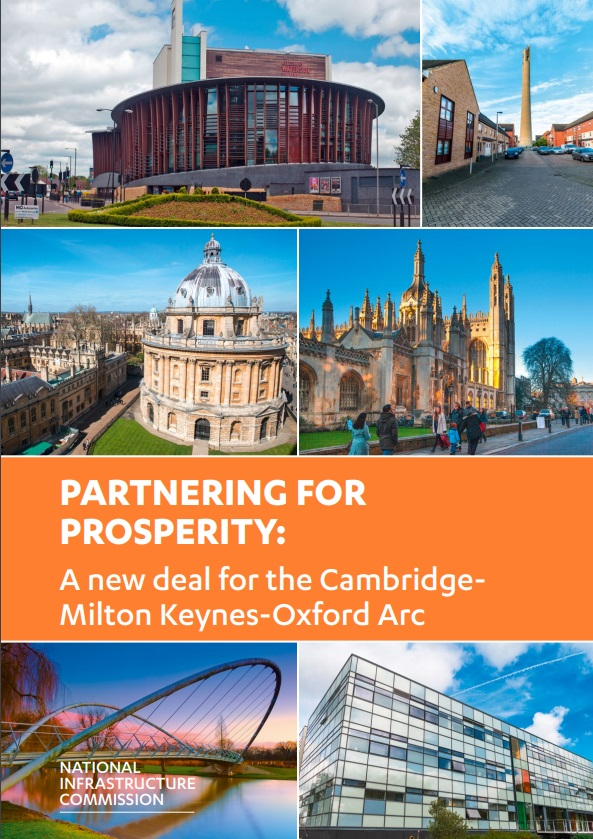 PARTNERING FOR
PROSPERITY:
A new deal for the Cambridge-
Milton Keynes-Oxford Arc
NATIONAL
INFRASTRUCTURE
COMMISSION